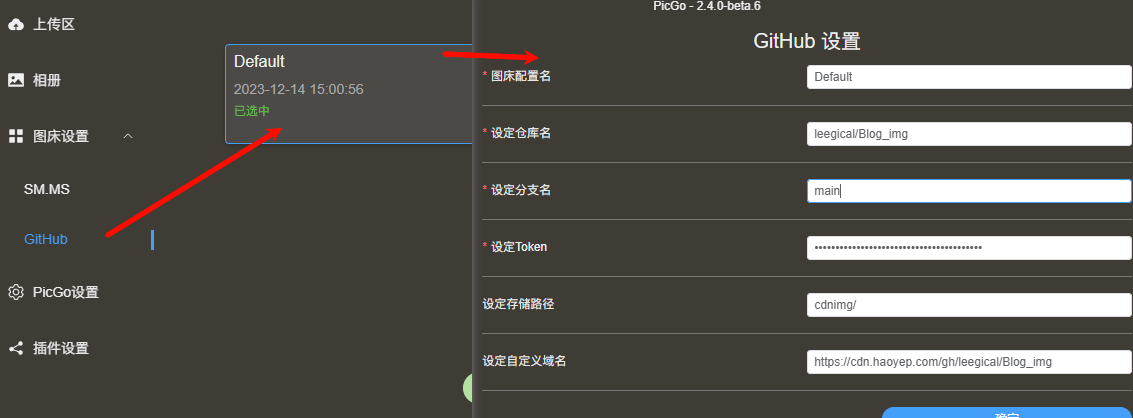 上传区
相册
图床设置
SM.MS
GitHub
PicGo设置
插件设置
Default
2023-12-14 15:00:56
已选中
PicGo - 2.4.0-beta.6
GitHub 设置
* 图床配置名
Default
* 设定仓库名
leegical/Blog_img
* 设定分支名
main
* 设定Token
••••••••••••••••••••••••••••••••••••••••
设定存储路径
cdnimg/
设定自定义域名
https://cdn.haoyep.com/gh/leegical/Blog_img
确定